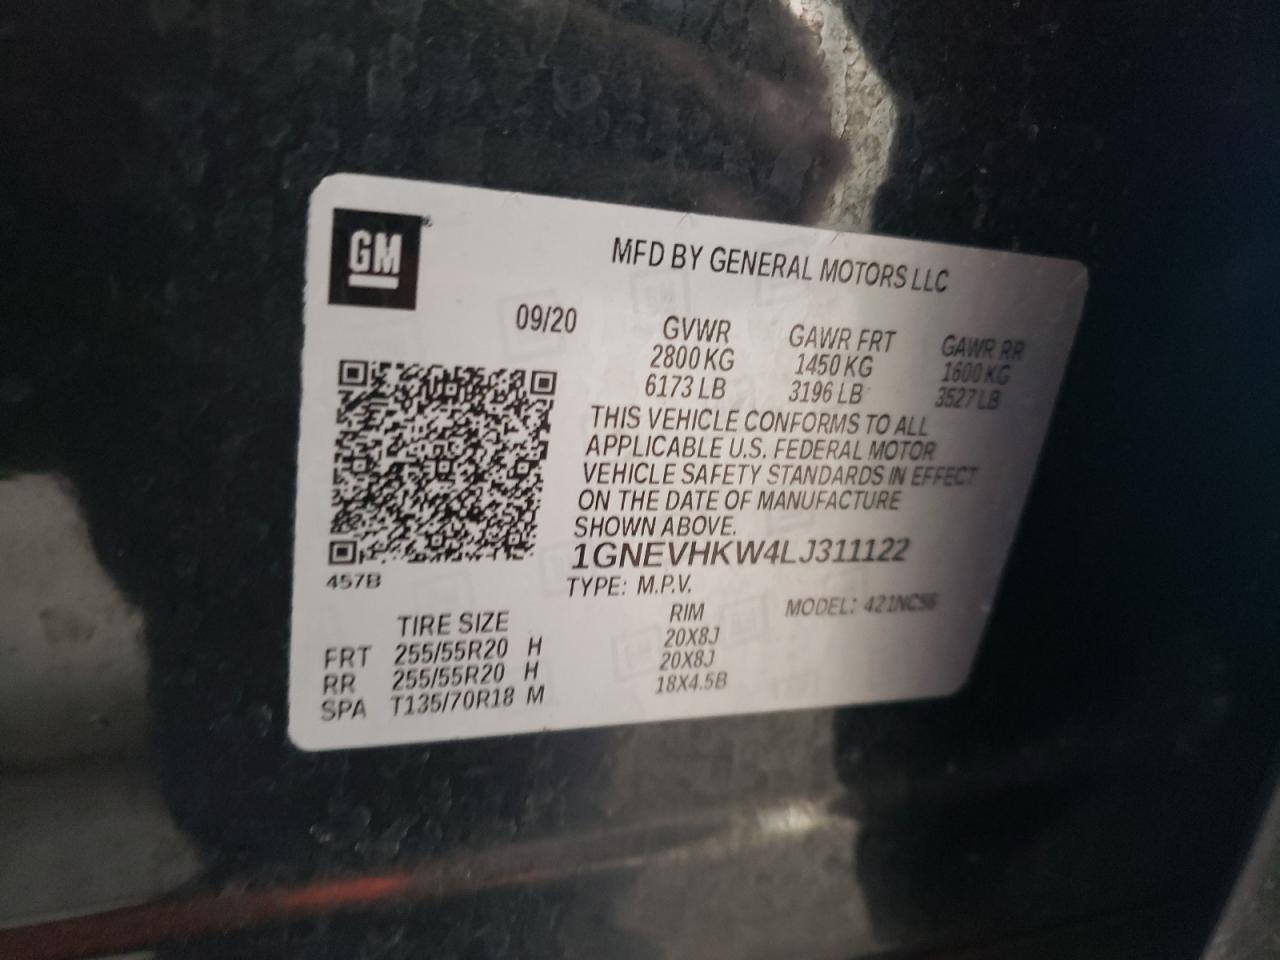 GM
MFD BY GENERAL MOTORS LLC
09/20
GVWR GAWR FRT GAWR RR
2800 KG 1450 KG 1600 KG
6173 LB 3196 LB 3527 LB
THIS VEHICLE CONFORMS TO ALL
APPLICABLE U.S. FEDERAL MOTOR
VEHICLE SAFETY STANDARDS IN EFFECT
ON THE DATE OF MANUFACTURE
SHOWN ABOVE.
1GNEVHKW4LJ311122
457B
TYPE: M.P.V. MODEL: 421NC56
TIRE SIZE RIM
FRT 255/55R20 H 20X8J
RR 255/55R20 H 20X8J
SPA T135/70R18 M 18X4.5B